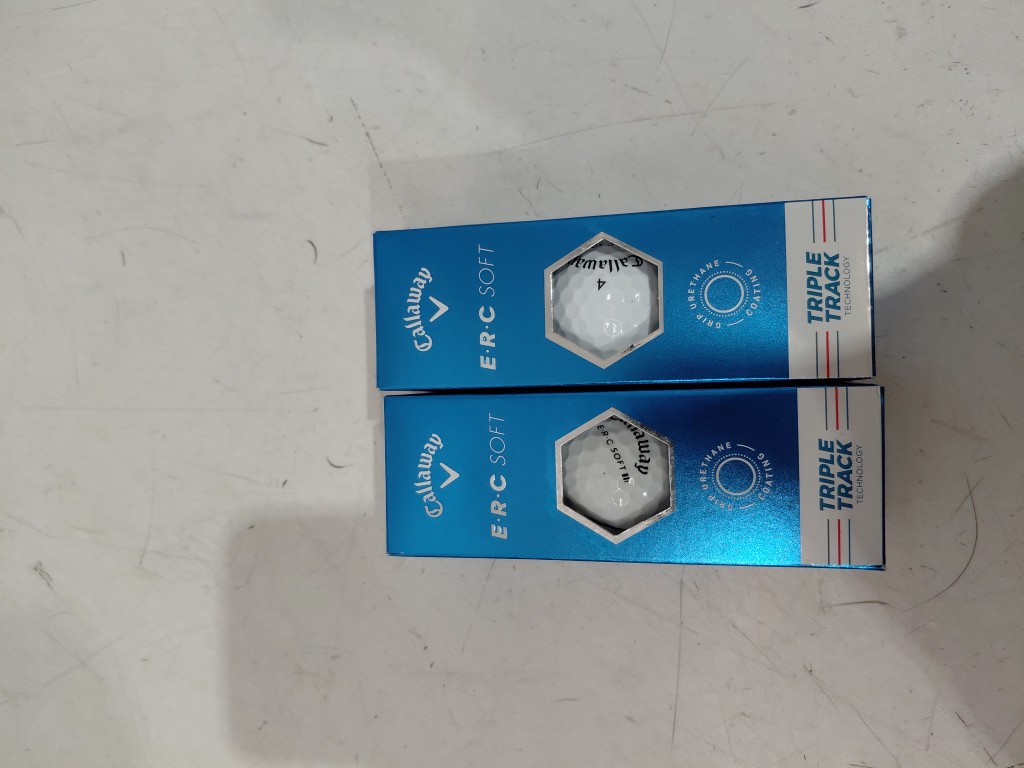 Callaway
E·R·C SOFT
Callaway
4
GRIP URETHANE
COATING
TRIPLE
TRACK
TECHNOLOGY
Callaway
E·R·C SOFT
Callaway
E·R·C SOFT
GRIP URETHANE
COATING
TRIPLE
TRACK
TECHNOLOGY